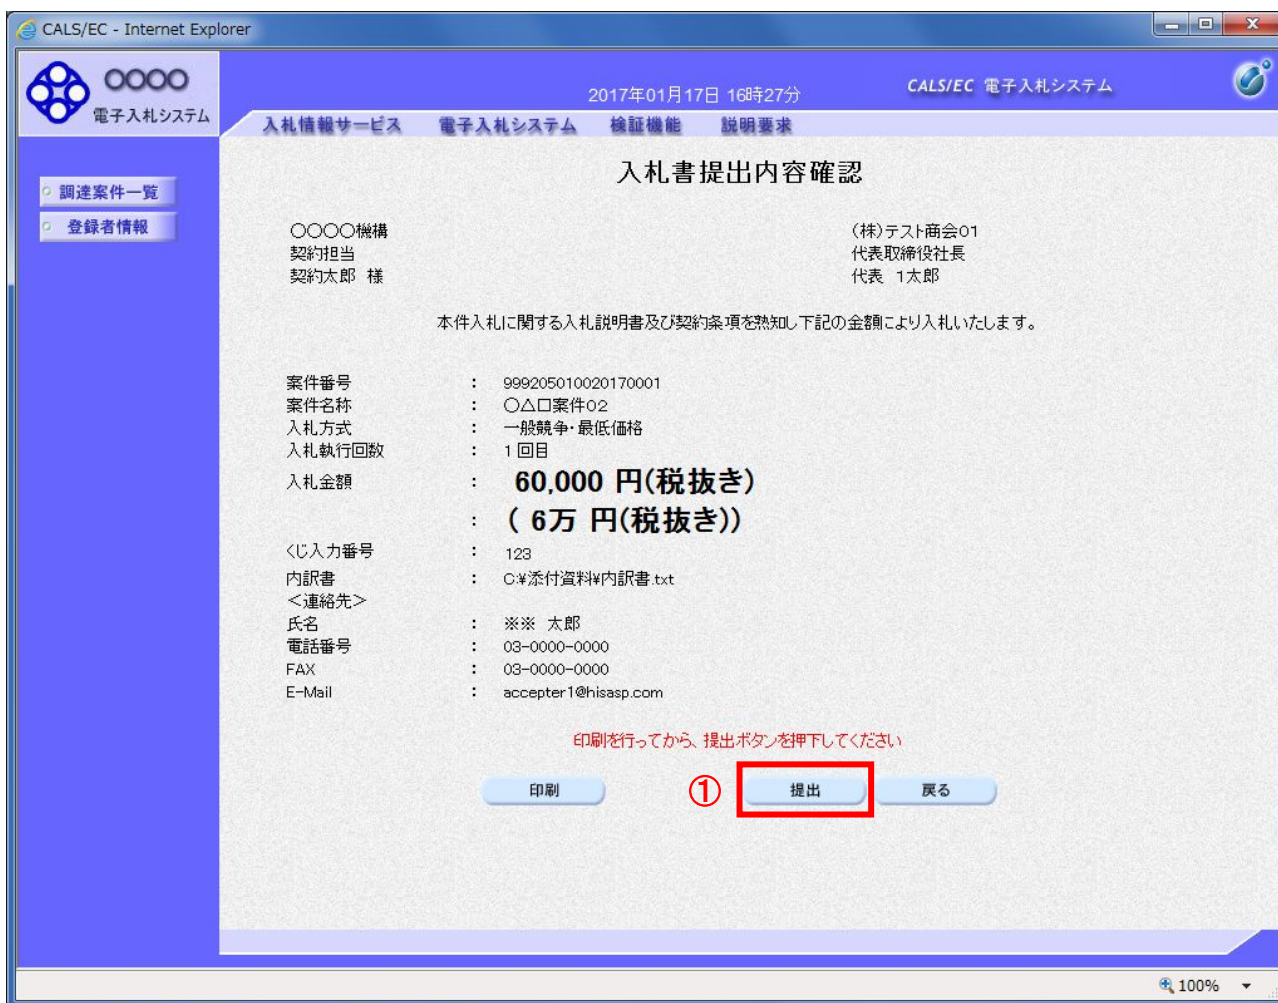 CALS/EC - Internet Explorer
〇〇〇〇
電子入札システム
2017年01月17日 16時27分
CALS/EC 電子入札システム
入札情報サービス 電子入札システム 検証機能 説明要求
調達案件一覧
登録者情報
入札書提出内容確認
〇〇〇〇機構
契約担当
契約太郎 様
(株)テスト商会01
代表取締役社長
代表 1太郎
本件入札に関する入札説明書及び契約条項を熟知し下記の金額により入札いたします。
案件番号 : 999205010020170001
案件名称 : 〇△口案件02
入札方式 : 一般競争・最低価格
入札執行回数 : 1回目
入札金額 : 60,000 円(税抜き)
: ( 6万 円(税抜き))
くじ入力番号 : 123
内訳書 : C:¥添付資料¥内訳書.txt
<連絡先>
氏名 : ※※ 太郎
電話番号 : 03-0000-0000
FAX : 03-0000-0000
E-Mail : accepter1@hisasp.com
印刷を行ってから、提出ボタンを押下してください
印刷 ① 提出 戻る
100%